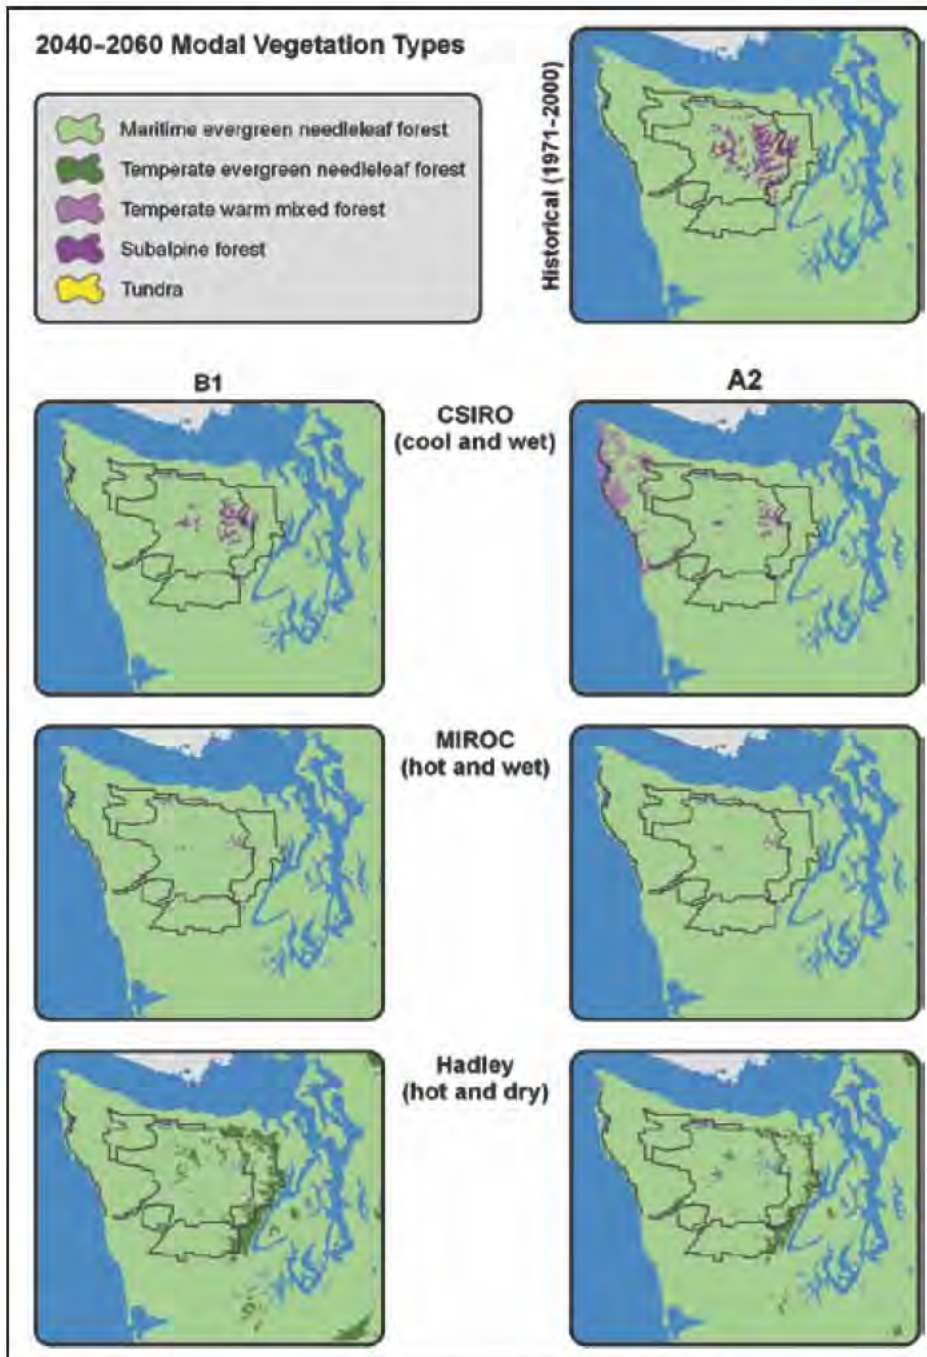 2040–2060 Modal Vegetation Types
Maritime evergreen needleleaf forest
Temperate evergreen needleleaf forest
Temperate warm mixed forest
Subalpine forest
Tundra
Historical (1971–2000)
B1
A2
CSIRO
(cool and wet)
MIROC
(hot and wet)
Hadley
(hot and dry)